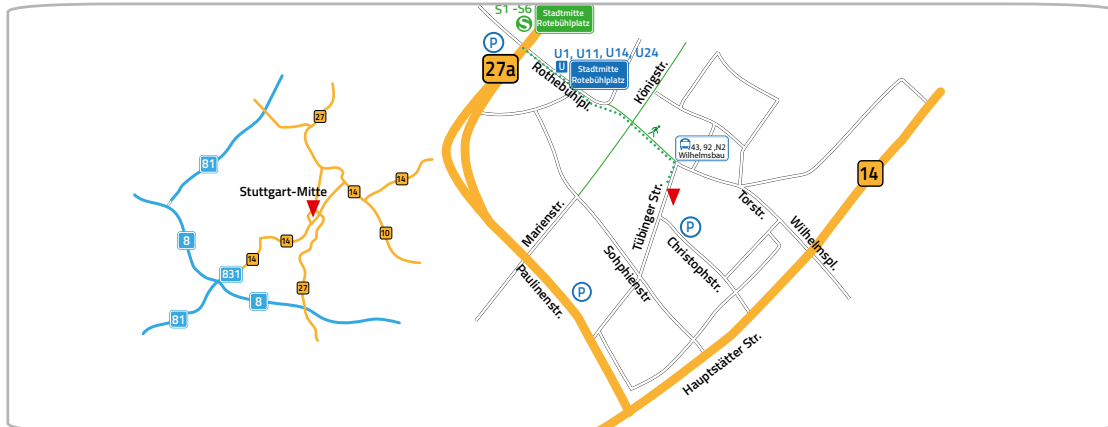 S1 -S6
S
Stadtmitte
Rotebühlplatz
P
27a
U1, U11, U14, U24
U
Stadtmitte
Rotebühlplatz
Rothebühlpl.
Königstr.
43, 92 ,N2
Wilhelmsbau
14
Tübinger Str.
Torstr.
Wilhelmspl.
P
Marienstr.
Sohphienstr
Christophstr.
Paulinenstr.
P
Hauptstätter Str.
27
81
Stuttgart-Mitte
14
14
8
14
10
14
831
27
8
81